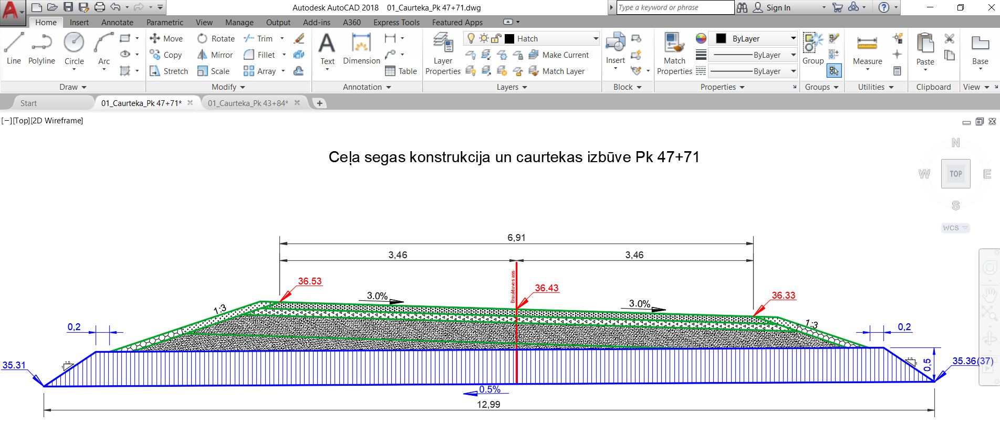 Autodesk AutoCAD 2018 01_Caurteka_Pk 47+71.dwg
Type a keyword or phrase
Sign In
Home Insert Annotate Parametric View Manage Output Add-ins A360 Express Tools Featured Apps
Line Polyline Circle Arc
Move Rotate Trim
Copy Mirror Fillet
Stretch Scale Array
Text Dimension Table
Layer Properties
Hatch
Make Current
Match Layer
Insert
Match Properties
ByLayer
ByLayer
ByLayer
Group
Measure
Paste
Base
Draw Modify Annotation Layers Block Properties Groups Utilities Clipboard View
Start 01_Caurteka_Pk 47+71* 01_Caurteka_Pk 43+84*
[−][Top][2D Wireframe]
N
W TOP E
S
WCS
Ceļa segas konstrukcija un caurtekas izbūve Pk 47+71
6,91
3,46 3,46
Brauktuves ass
36.53 36.43 36.33
3.0% 3.0%
1:3 1:3
0,2 0,2
35.31 1,5 1 1,5 1 0,5 35.36(37)
0.5%
12,99